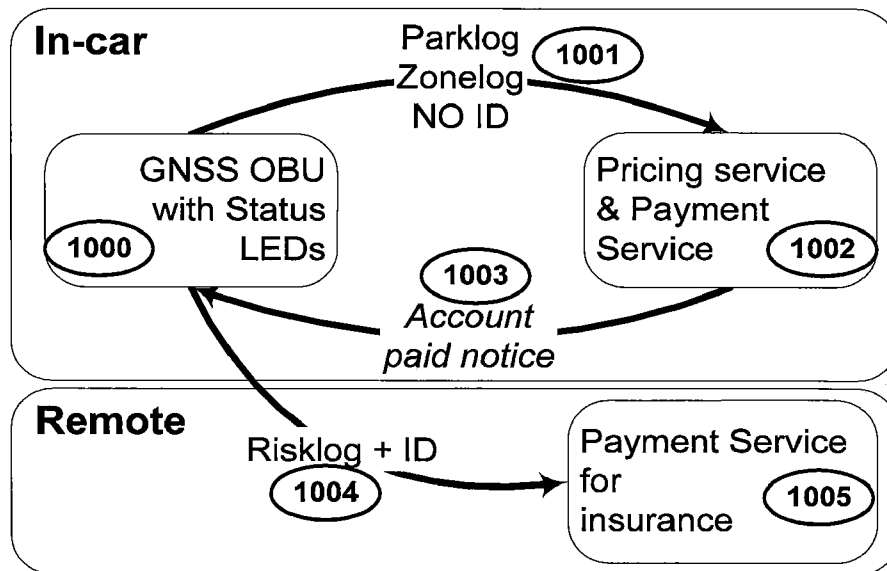 In-car
Parklog
Zonelog
NO ID
1001
GNSS OBU
with Status
LEDs
1000
Pricing service
& Payment
Service
1002
1003
Account
paid notice
Remote
Risklog + ID
1004
Payment Service
for
insurance
1005